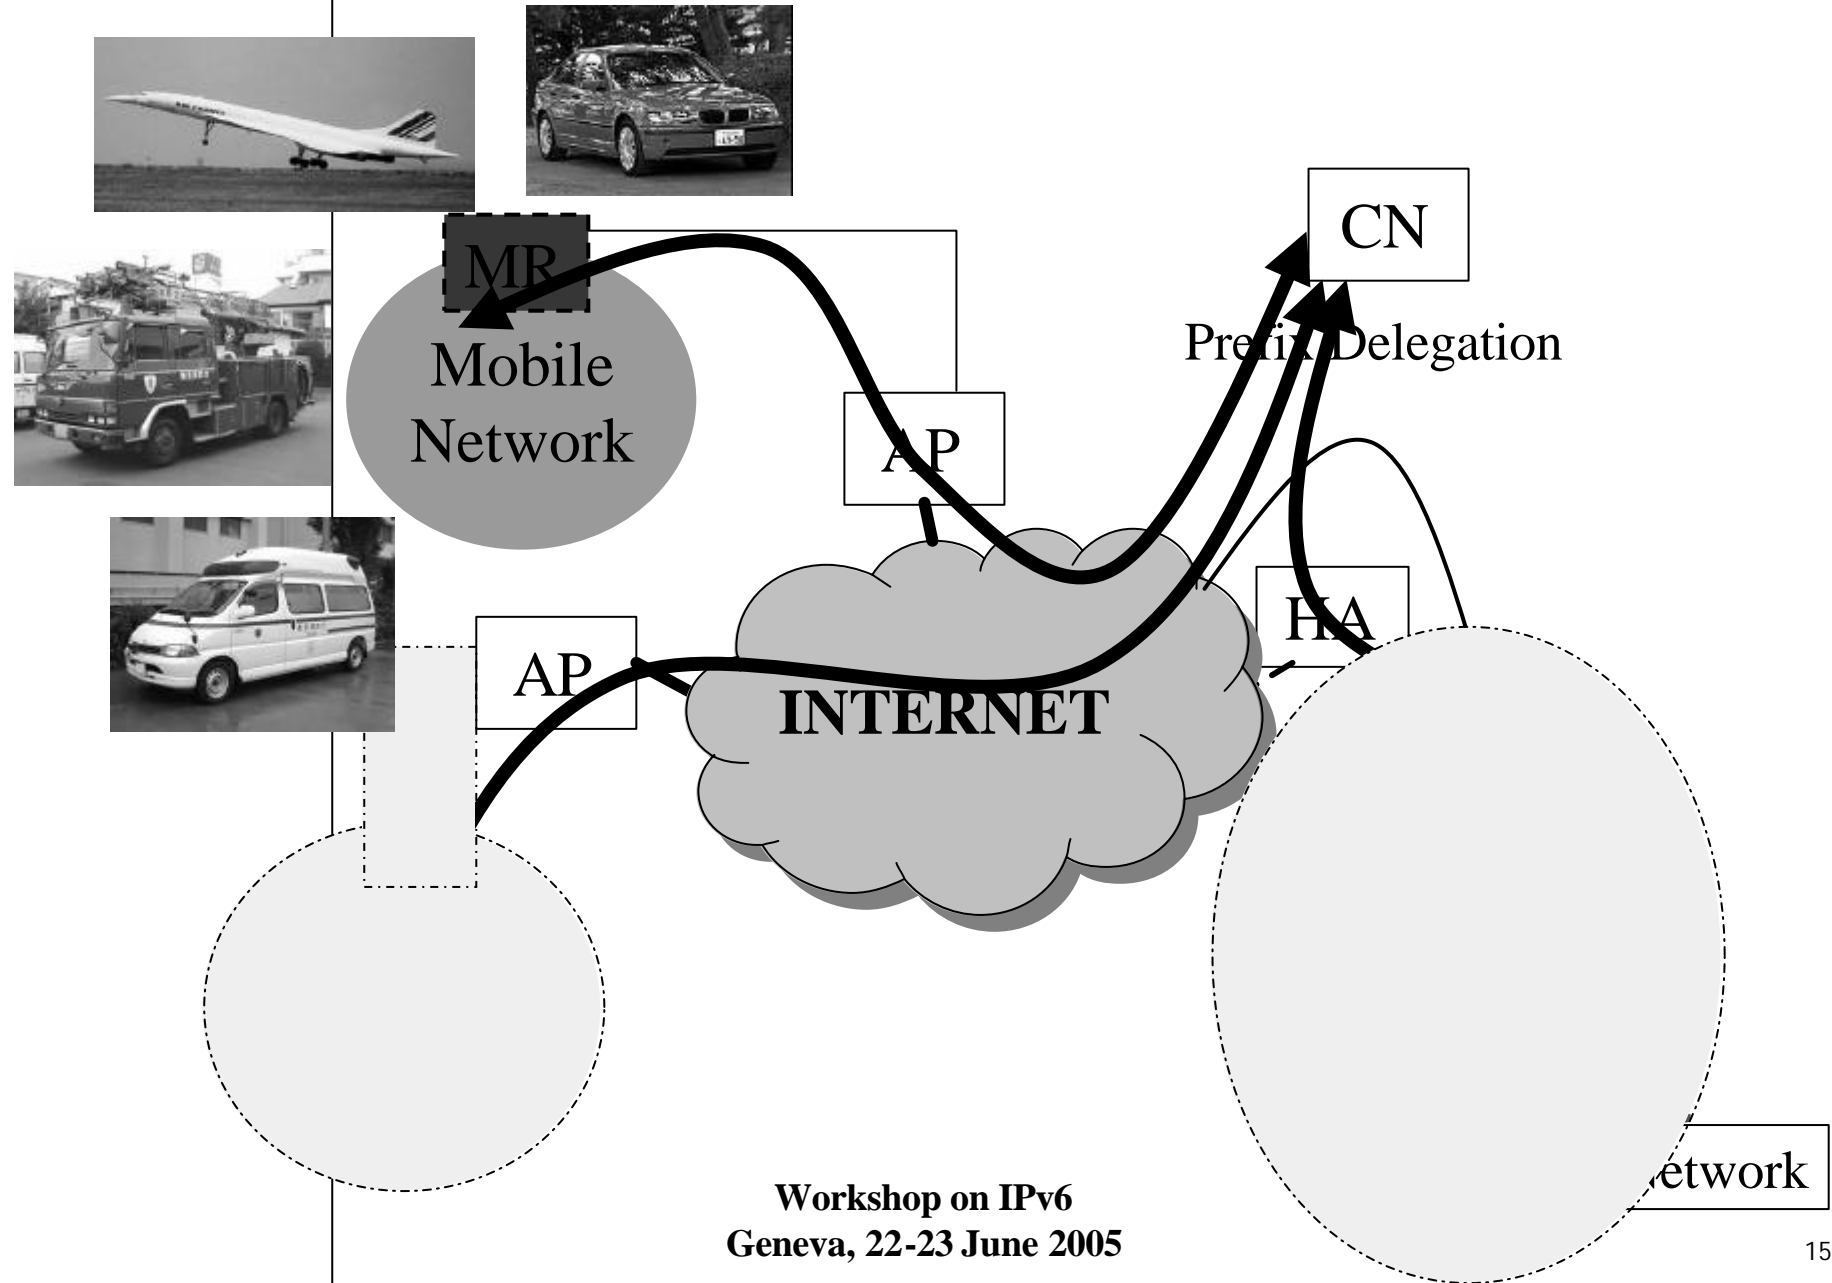 CN
MR
Prefix Delegation
Mobile
Network
AP
HA
AP
INTERNET
etwork
Workshop on IPv6
Geneva, 22-23 June 2005
15